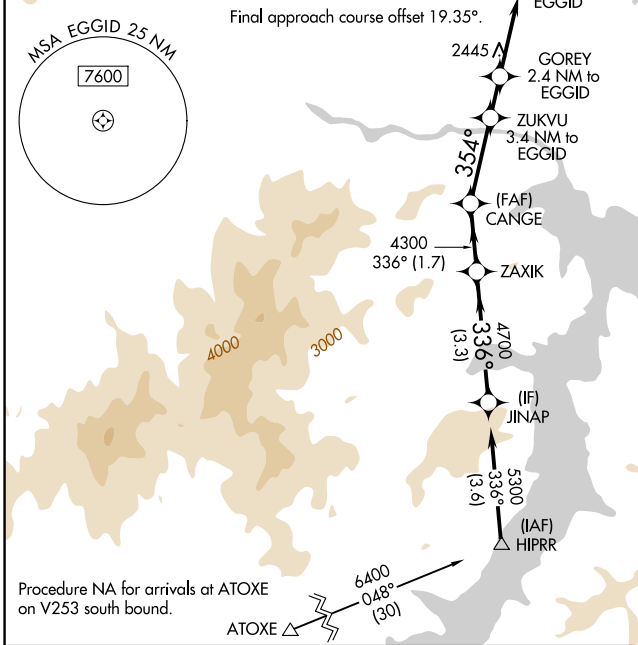 EGGID
Final approach course offset 19.35°.
MSA EGGID 25 NM
7600
2445
GOREY
2.4 NM to
EGGID
ZUKVU
3.4 NM to
EGGID
354°
(FAF)
CANGE
4300
336° (1.7)
ZAXIK
4000
3000
4700
336°
(3.3)
(IF)
JINAP
5300
336°
(3.6)
(IAF)
HIPRR
6400
048°
(30)
Procedure NA for arrivals at ATOXE
on V253 south bound.
ATOXE